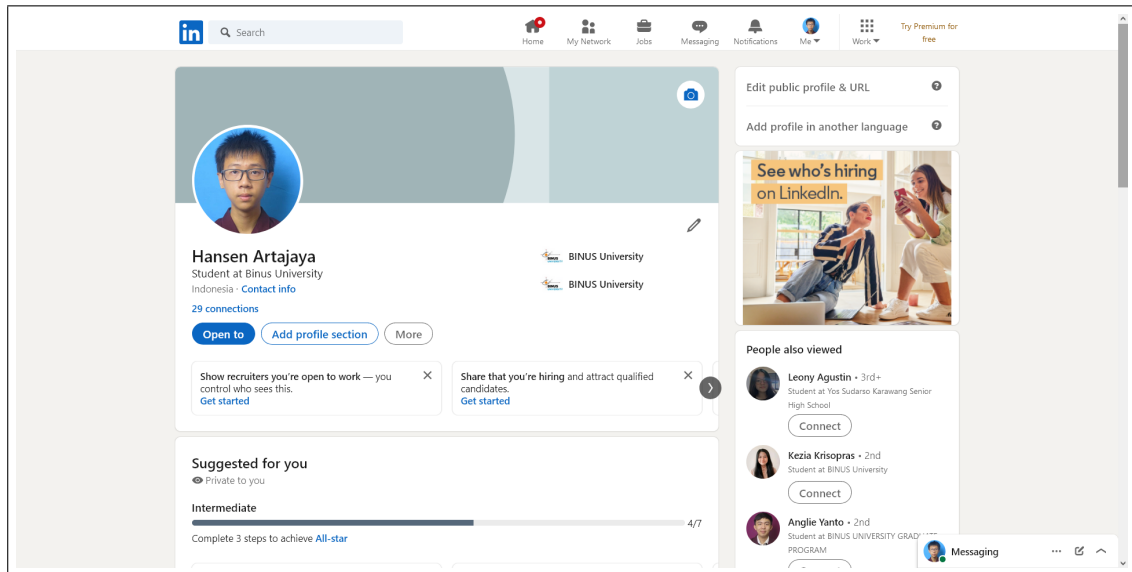 in
Search
Home
My Network
Jobs
Messaging
Notifications
Me
Work
Try Premium for
free
Hansen Artajaya
Student at Binus University
Indonesia · Contact info
29 connections
Open to
Add profile section
More
BINUS University
BINUS University
Show recruiters you're open to work — you
control who sees this.
Get started
Share that you're hiring and attract qualified
candidates.
Get started
Suggested for you
Private to you
Intermediate
4/7
Complete 3 steps to achieve All-star
Edit public profile & URL
Add profile in another language
See who's hiring
on LinkedIn.
People also viewed
Leony Agustin • 3rd+
Student at Yos Sudarso Karawang Senior
High School
Connect
Kezia Krisopras • 2nd
Student at BINUS University
Connect
Anglie Yanto • 2nd
Student at BINUS UNIVERSITY GRADUATE
PROGRAM
Messaging